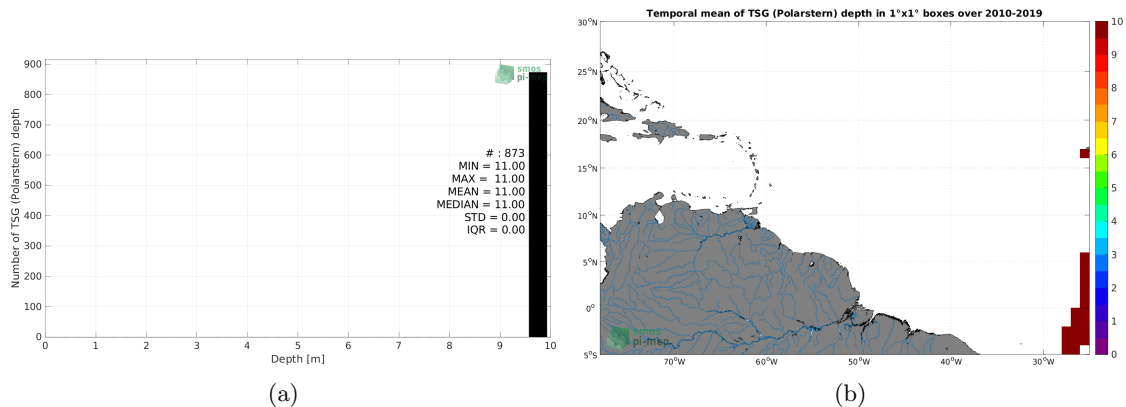 smos
pi-mep
900
800
700
600
500
400
300
200
100
0
Number of TSG (Polarstern) depth
# : 873
MIN = 11.00
MAX = 11.00
MEAN = 11.00
MEDIAN = 11.00
STD = 0.00
IQR = 0.00
0 1 2 3 4 5 6 7 8 9 10
Depth [m]
(a)
Temporal mean of TSG (Polarstern) depth in 1°x1° boxes over 2010-2019
30°N
25°N
20°N
15°N
10°N
5°N
0°
5°S
smos
pi-mep
70°W 60°W 50°W 40°W 30°W
10
9
8
7
6
5
4
3
2
1
0
(b)